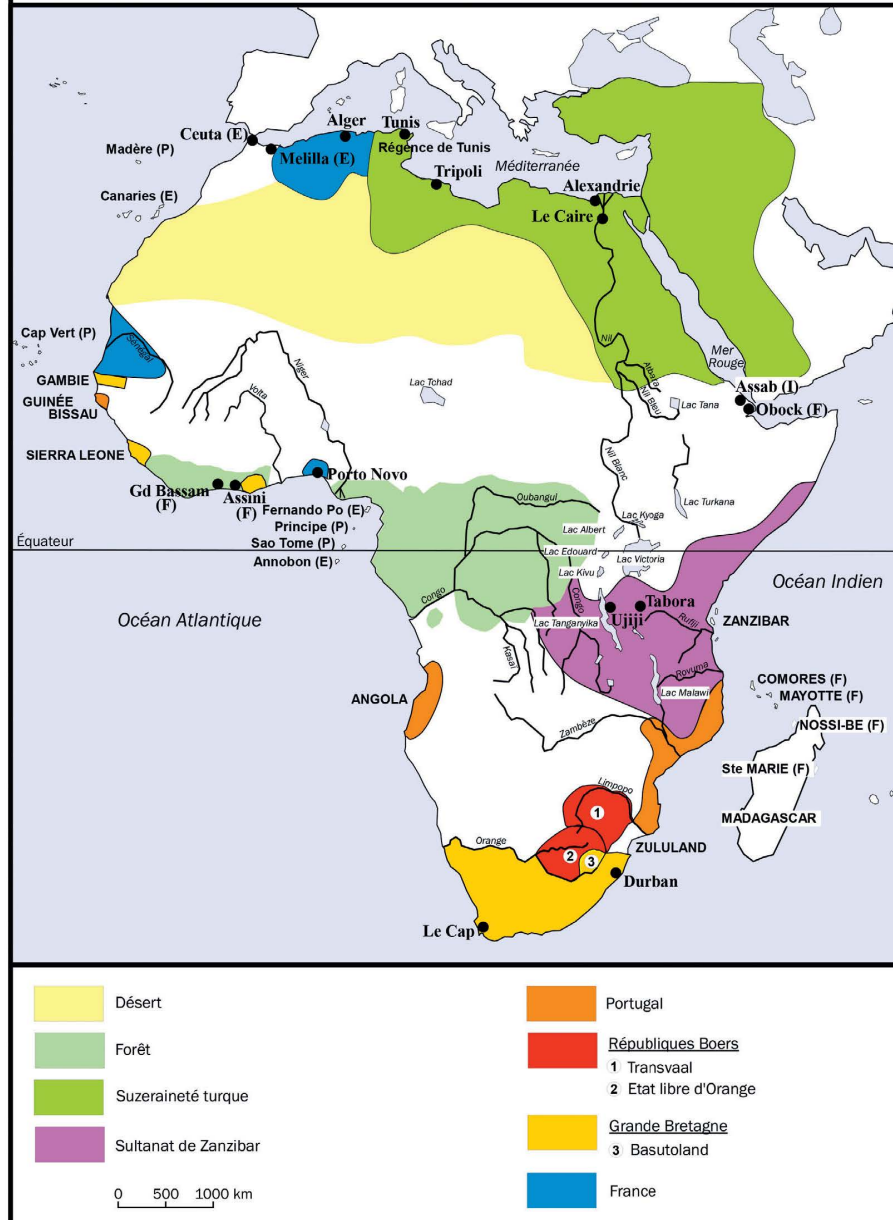 Alger
Tunis
Ceuta (E)
Régence de Tunis
Madère (P)
Melilla (E)
Méditerranée
Tripoli
Alexandrie
Canaries (E)
Le Caire
Cap Vert (P)
Sénégal
Nil
Mer
Rouge
Atbara
Niger
Lac Tchad
Volta
Nil Bleu
Lac Tana
Assab (I)
Obock (F)
GAMBIE
GUINÉE
BISSAU
SIERRA LEONE
Nil Blanc
Porto Novo
Gd Bassam
(F)
Assini
(F)
Oubangui
Lac Turkana
Fernando Po (E)
Principe (P)
Sao Tome (P)
Annobon (E)
Lac Kyoga
Lac Albert
Équateur
Lac Edouard
Lac Victoria
Lac Kivu
Océan Indien
Congo
Congo
Océan Atlantique
Tabora
Ujiji
Rufiji
Lac Tanganyika
ZANZIBAR
Kasaï
Rovuma
COMORES (F)
MAYOTTE (F)
Lac Malawi
ANGOLA
NOSSI-BE (F)
Zambèze
Ste MARIE (F)
Limpopo
1
MADAGASCAR
Orange
ZULULAND
2
3
Durban
Le Cap
Désert
Forêt
Suzeraineté turque
Sultanat de Zanzibar
0 500 1000 km
Portugal
Républiques Boers
1 Transvaal
2 Etat libre d'Orange
Grande Bretagne
3 Basutoland
France